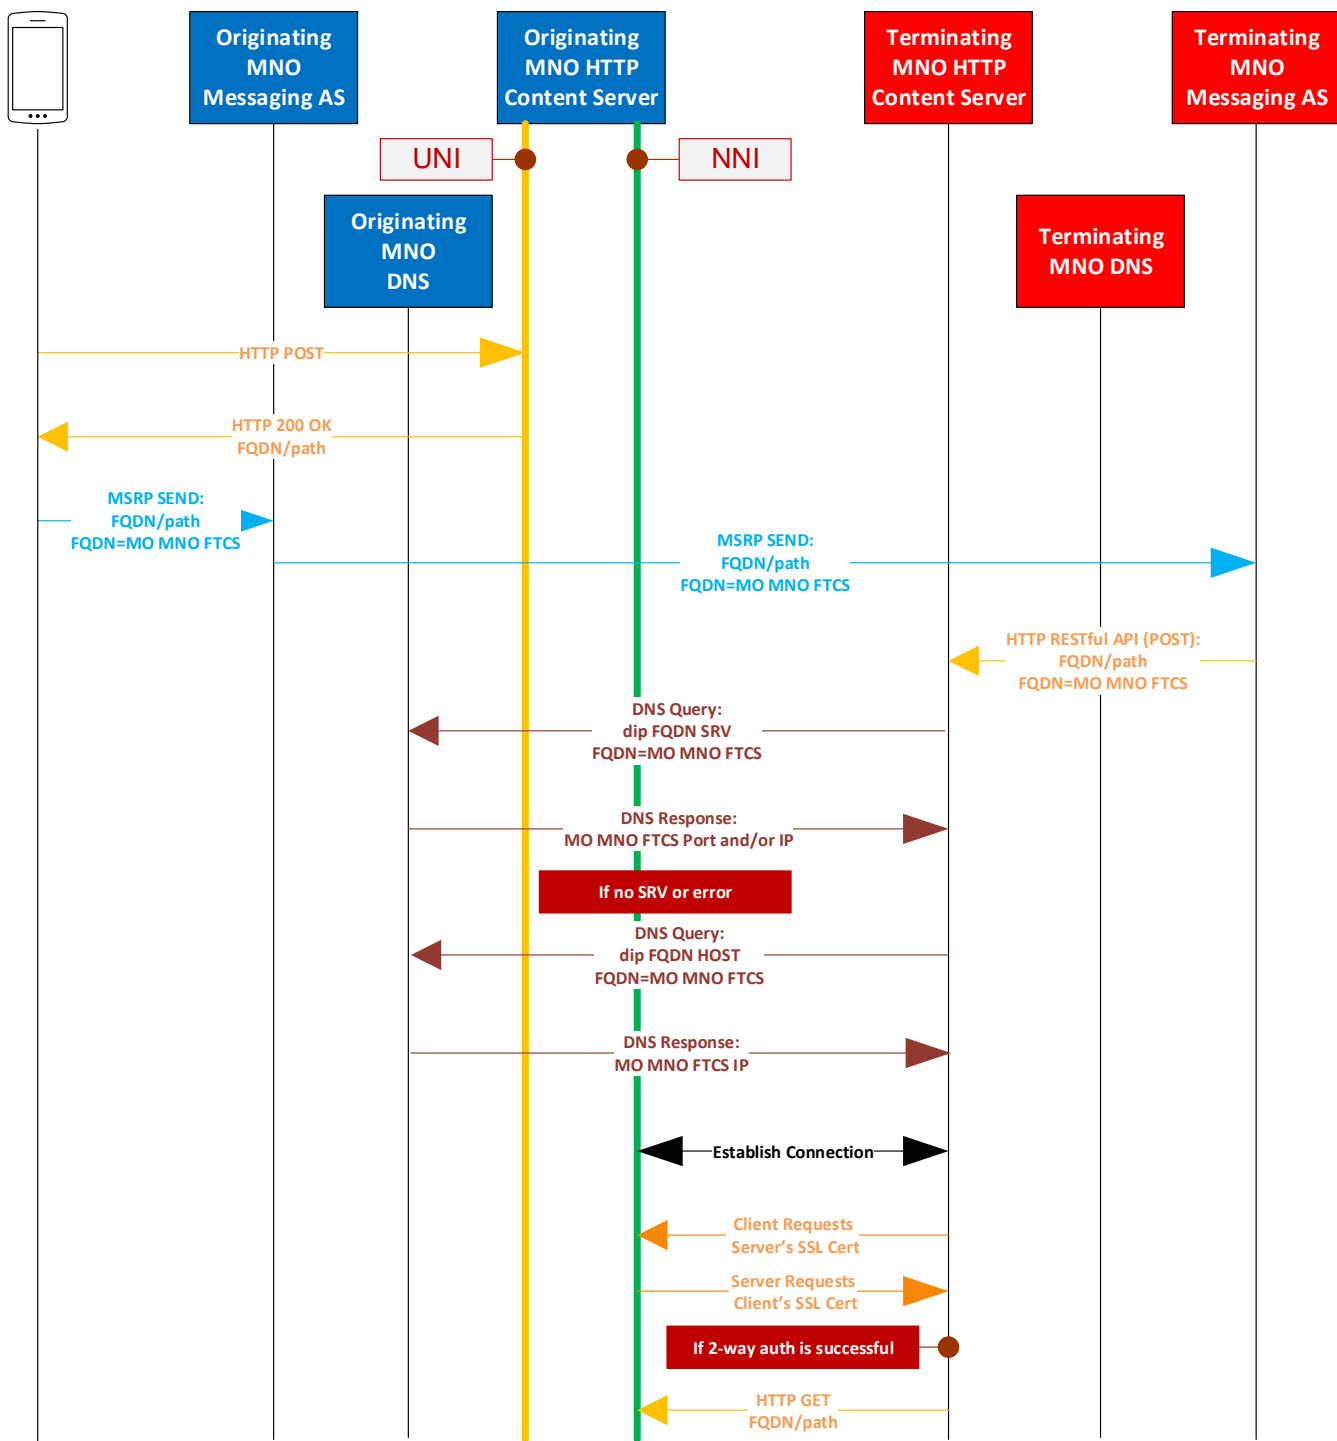 Originating
MNO
Messaging AS
Originating
MNO HTTP
Content Server
Terminating
MNO HTTP
Content Server
Terminating
MNO
Messaging AS
UNI
NNI
Originating
MNO
DNS
Terminating
MNO DNS
HTTP POST
HTTP 200 OK
FQDN/path
MSRP SEND:
FQDN/path
FQDN=MO MNO FTCS
MSRP SEND:
FQDN/path
FQDN=MO MNO FTCS
HTTP RESTful API (POST):
FQDN/path
FQDN=MO MNO FTCS
DNS Query:
dip FQDN SRV
FQDN=MO MNO FTCS
DNS Response:
MO MNO FTCS Port and/or IP
If no SRV or error
DNS Query:
dip FQDN HOST
FQDN=MO MNO FTCS
DNS Response:
MO MNO FTCS IP
Establish Connection
Client Requests
Server’s SSL Cert
Server Requests
Client’s SSL Cert
If 2-way auth is successful
HTTP GET
FQDN/path